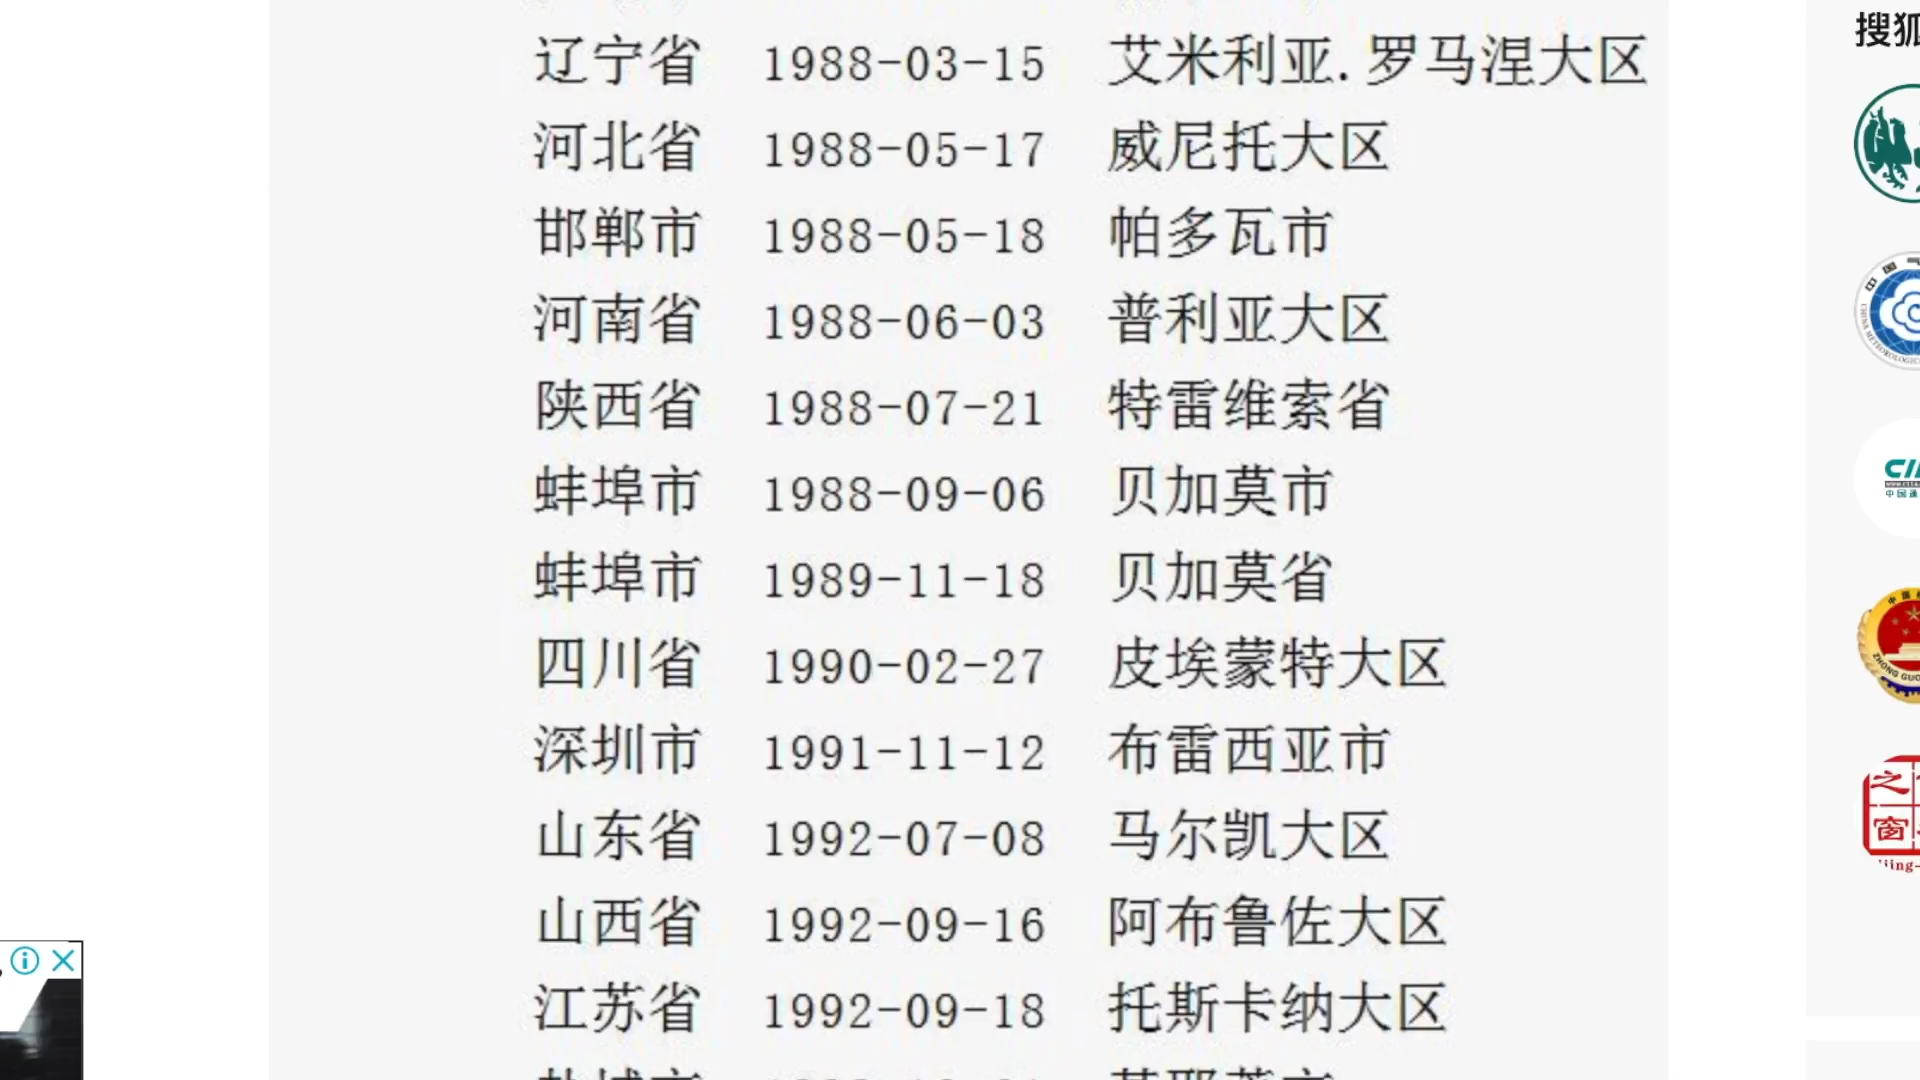 搜狐
辽宁省 1988-03-15 艾米利亚.罗马涅大区
河北省 1988-05-17 威尼托大区
邯郸市 1988-05-18 帕多瓦市
河南省 1988-06-03 普利亚大区
陕西省 1988-07-21 特雷维索省
蚌埠市 1988-09-06 贝加莫市
蚌埠市 1989-11-18 贝加莫省
四川省 1990-02-27 皮埃蒙特大区
深圳市 1991-11-12 布雷西亚市
山东省 1992-07-08 马尔凯大区
山西省 1992-09-16 阿布鲁佐大区
江苏省 1992-09-18 托斯卡纳大区
中国
ZHONG GUO
之
窗